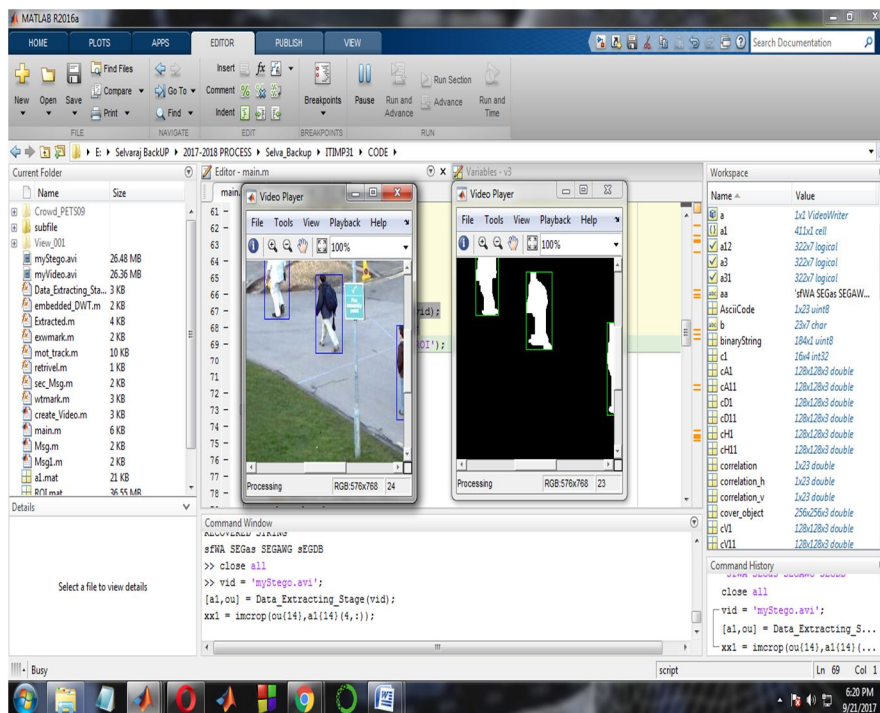 MATLAB R2016a
HOME PLOTS APPS EDITOR PUBLISH VIEW
Search Documentation
New Open Save
Find Files
Compare
Print
Go To
Find
Insert fx
Comment
Indent
Breakpoints
Pause
Run and Advance
Run Section
Advance
Run and Time
FILE NAVIGATE EDIT BREAKPOINTS RUN
E: Selvaraj BackUP 2017-2018 PROCESS Selva_Backup ITIMP31 CODE
Current Folder
Name Size
Crowd_PETS09
subfile
View_001
myStego.avi 26.48 MB
myVideo.avi 26.36 MB
Data_Extracting_Sta... 3 KB
embedded_DWT.m 2 KB
Extracted.m 4 KB
exwmark.m 2 KB
mot_track.m 10 KB
retrivel.m 1 KB
sec_Msg.m 2 KB
wtmark.m 3 KB
create_Video.m 3 KB
main.m 6 KB
Msg.m 2 KB
Msg1.m 2 KB
a1.mat 21 KB
ROI.mat 36.55 MB
Details
Select a file to view details
Editor - main.m
Variables - v3
main.
61 -
62 -
63
64
65
66
67 -
68 -
69 -
70
71
72 -
73 -
74 -
75 -
76 -
77 -
78 -
vid);
OI');
Video Player
File Tools View Playback Help
100%
Processing RGB:576x768 24
Video Player
File Tools View Playback Help
100%
Processing RGB:576x768 23
Command Window
RECOVERED STRING
sfWA SEGas SEGAWG sEGDB
>> close all
>> vid = 'myStego.avi';
[a1,ou] = Data_Extracting_Stage(vid);
xx1 = imcrop(ou{14},a1{14}(4,:));
Workspace
Name Value
a 1x1 VideoWriter
a1 411x1 cell
a12 322x7 logical
a3 322x7 logical
a31 322x7 logical
aa 'sfWA SEGas SEGAW...
AsciiCode 1x23 uint8
b 23x7 char
binaryString 184x1 uint8
c1 16x4 int32
cA1 128x128x3 double
cA11 128x128x3 double
cD1 128x128x3 double
cD11 128x128x3 double
cH1 128x128x3 double
cH11 128x128x3 double
correlation 1x23 double
correlation_h 1x23 double
correlation_v 1x23 double
cover_object 256x256x3 double
cV1 128x128x3 double
cV11 128x128x3 double
Command History
close all
vid = 'myStego.avi';
[a1,ou] = Data_Extracting_S...
xx1 = imcrop(ou{14},a1{14}(...
Busy
script Ln 69 Col 1
6:20 PM
9/21/2017